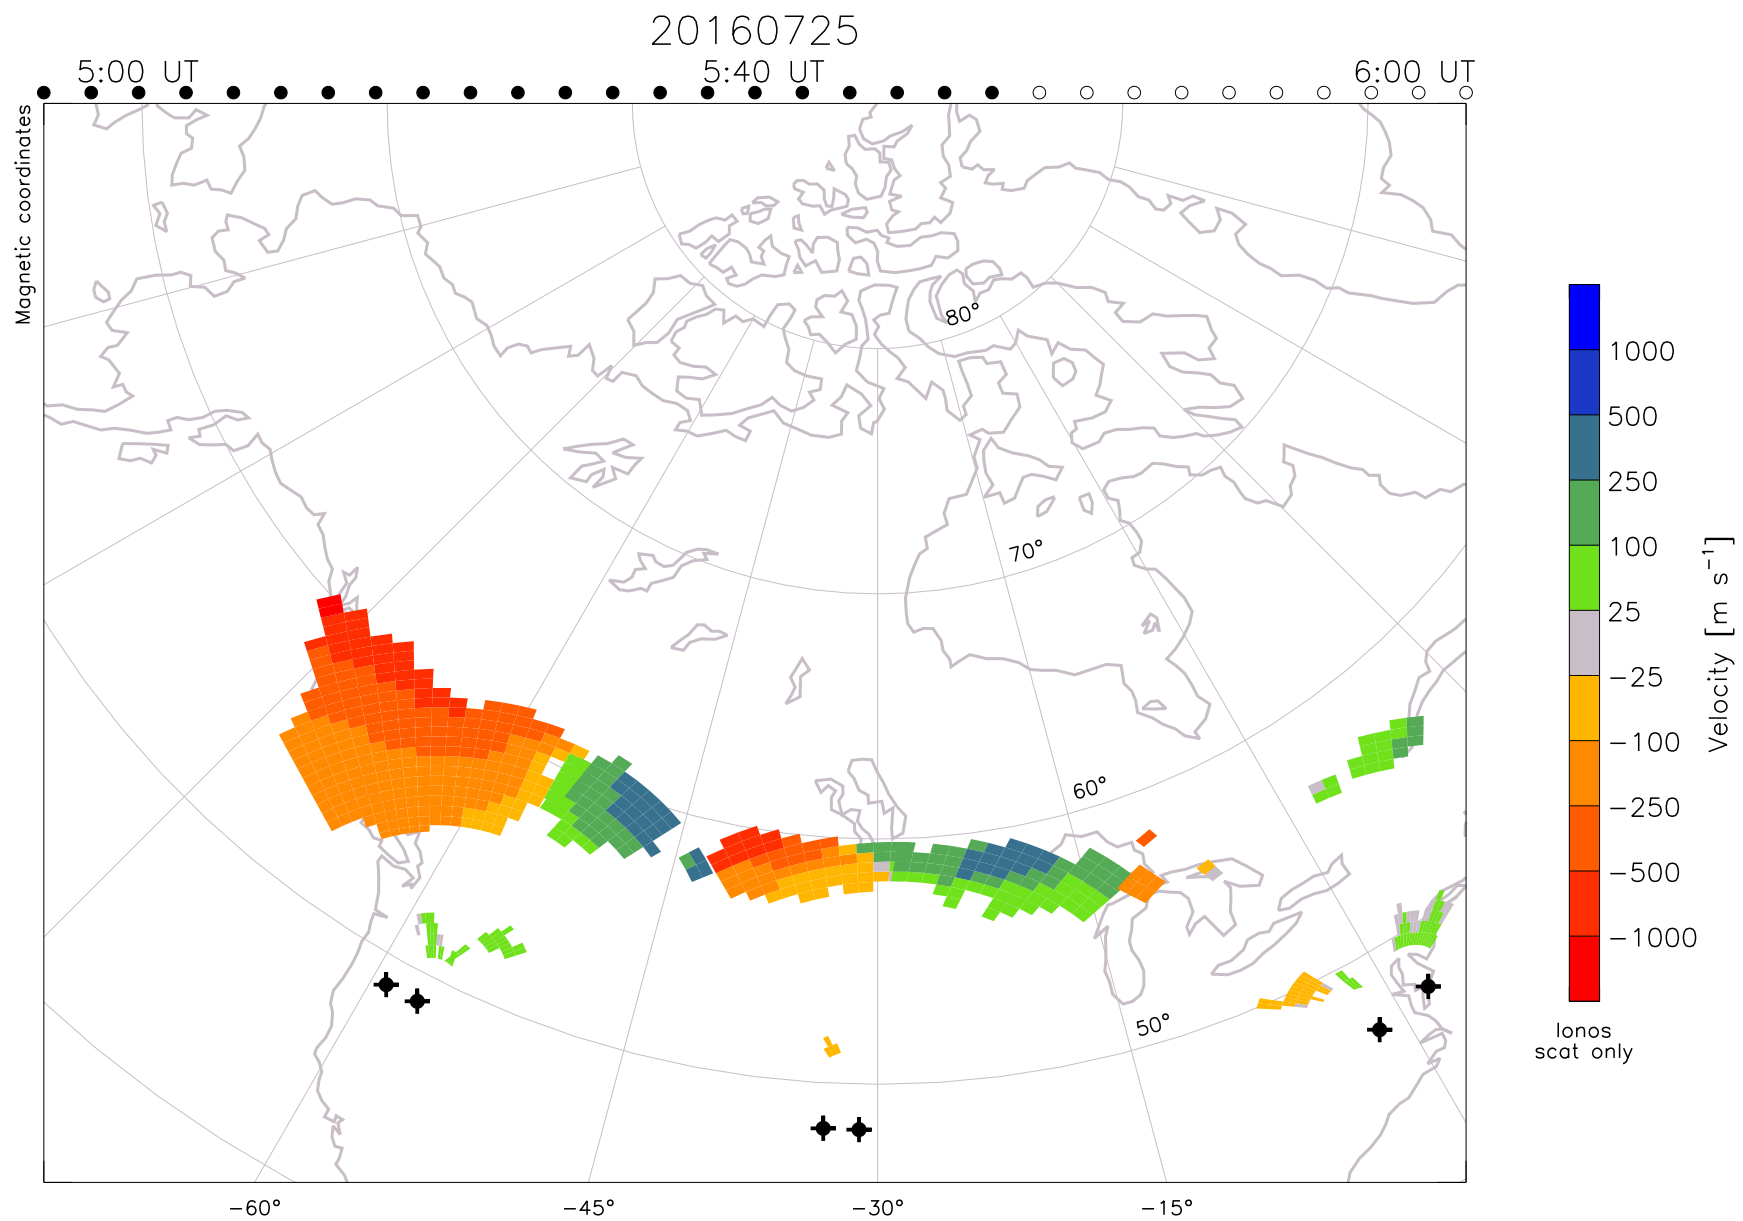 20160725
5:00 UT
5:40 UT
6:00 UT
Magnetic coordinates
80°
70°
60°
50°
1000
500
250
100
25
−25
−100
−250
−500
−1000
Velocity [m s⁻¹]
Ionos
scat only
−60°
−45°
−30°
−15°